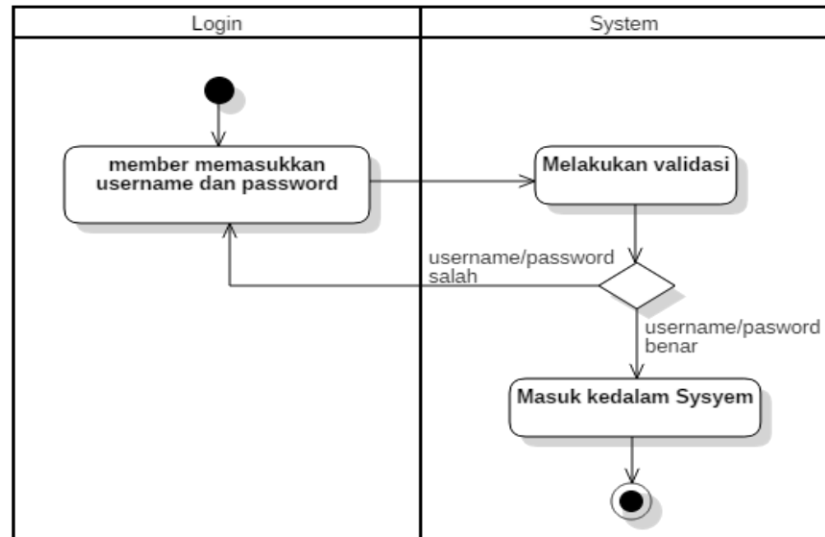 Login
System
member memasukkan
username dan password
Melakukan validasi
username/password
salah
username/pasword
benar
Masuk kedalam Sysyem